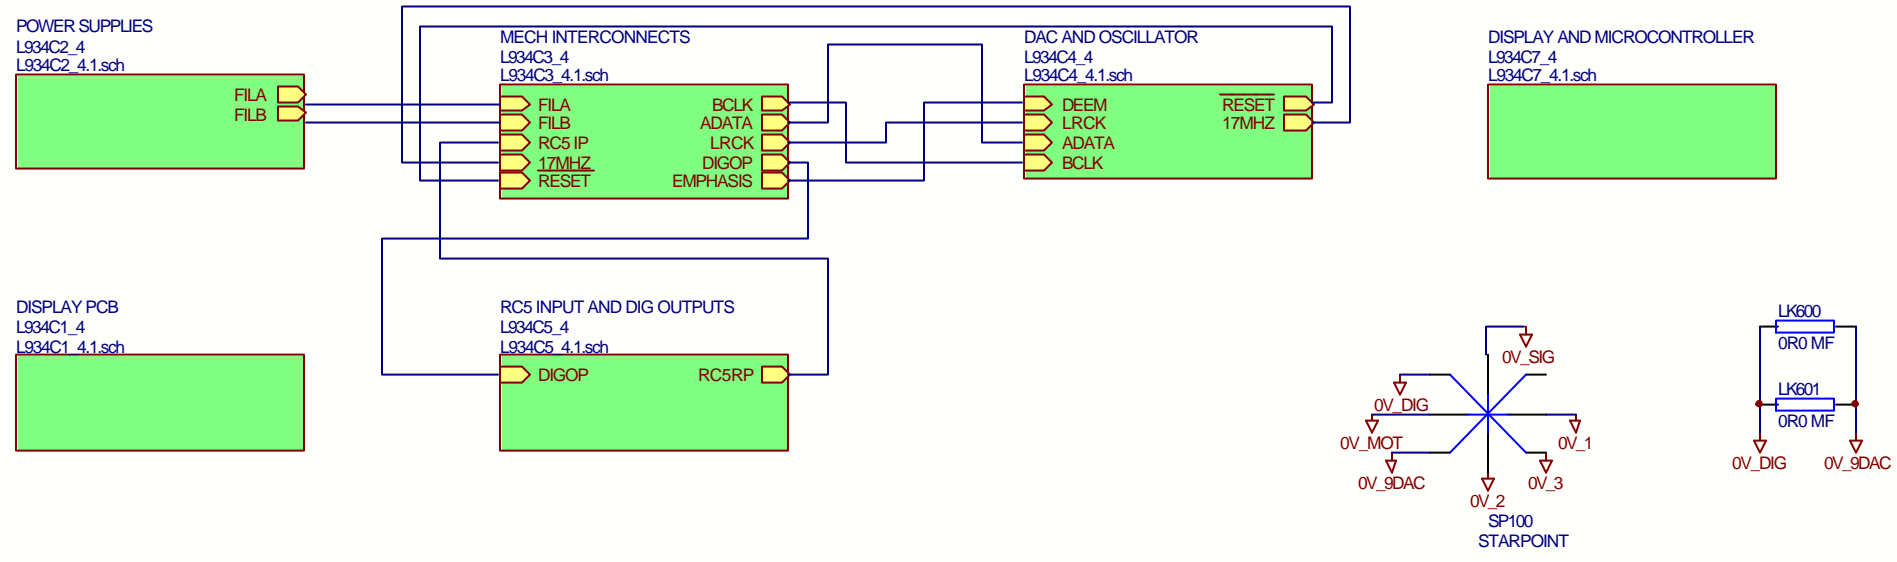 POWER SUPPLIES
L934C2_4
L934C2_4.1.sch
FILA
FILB
MECH INTERCONNECTS
L934C3_4
L934C3_4.1.sch
FILA
FILB
RC5 IP
17MHZ
RESET
BCLK
ADATA
LRCK
DIGOP
EMPHASIS
DAC AND OSCILLATOR
L934C4_4
L934C4_4.1.sch
DEEM
LRCK
ADATA
BCLK
RESET
17MHZ
DISPLAY AND MICROCONTROLLER
L934C7_4
L934C7_4.1.sch
DISPLAY PCB
L934C1_4
L934C1_4.1.sch
RC5 INPUT AND DIG OUTPUTS
L934C5_4
L934C5_4.1.sch
DIGOP
RC5RP
0V_SIG
0V_DIG
0V_MOT
0V_1
0V_9DAC
0V_3
0V_2
SP100
STARPOINT
LK600
0R0 MF
LK601
0R0 MF
0V_DIG
0V_9DAC